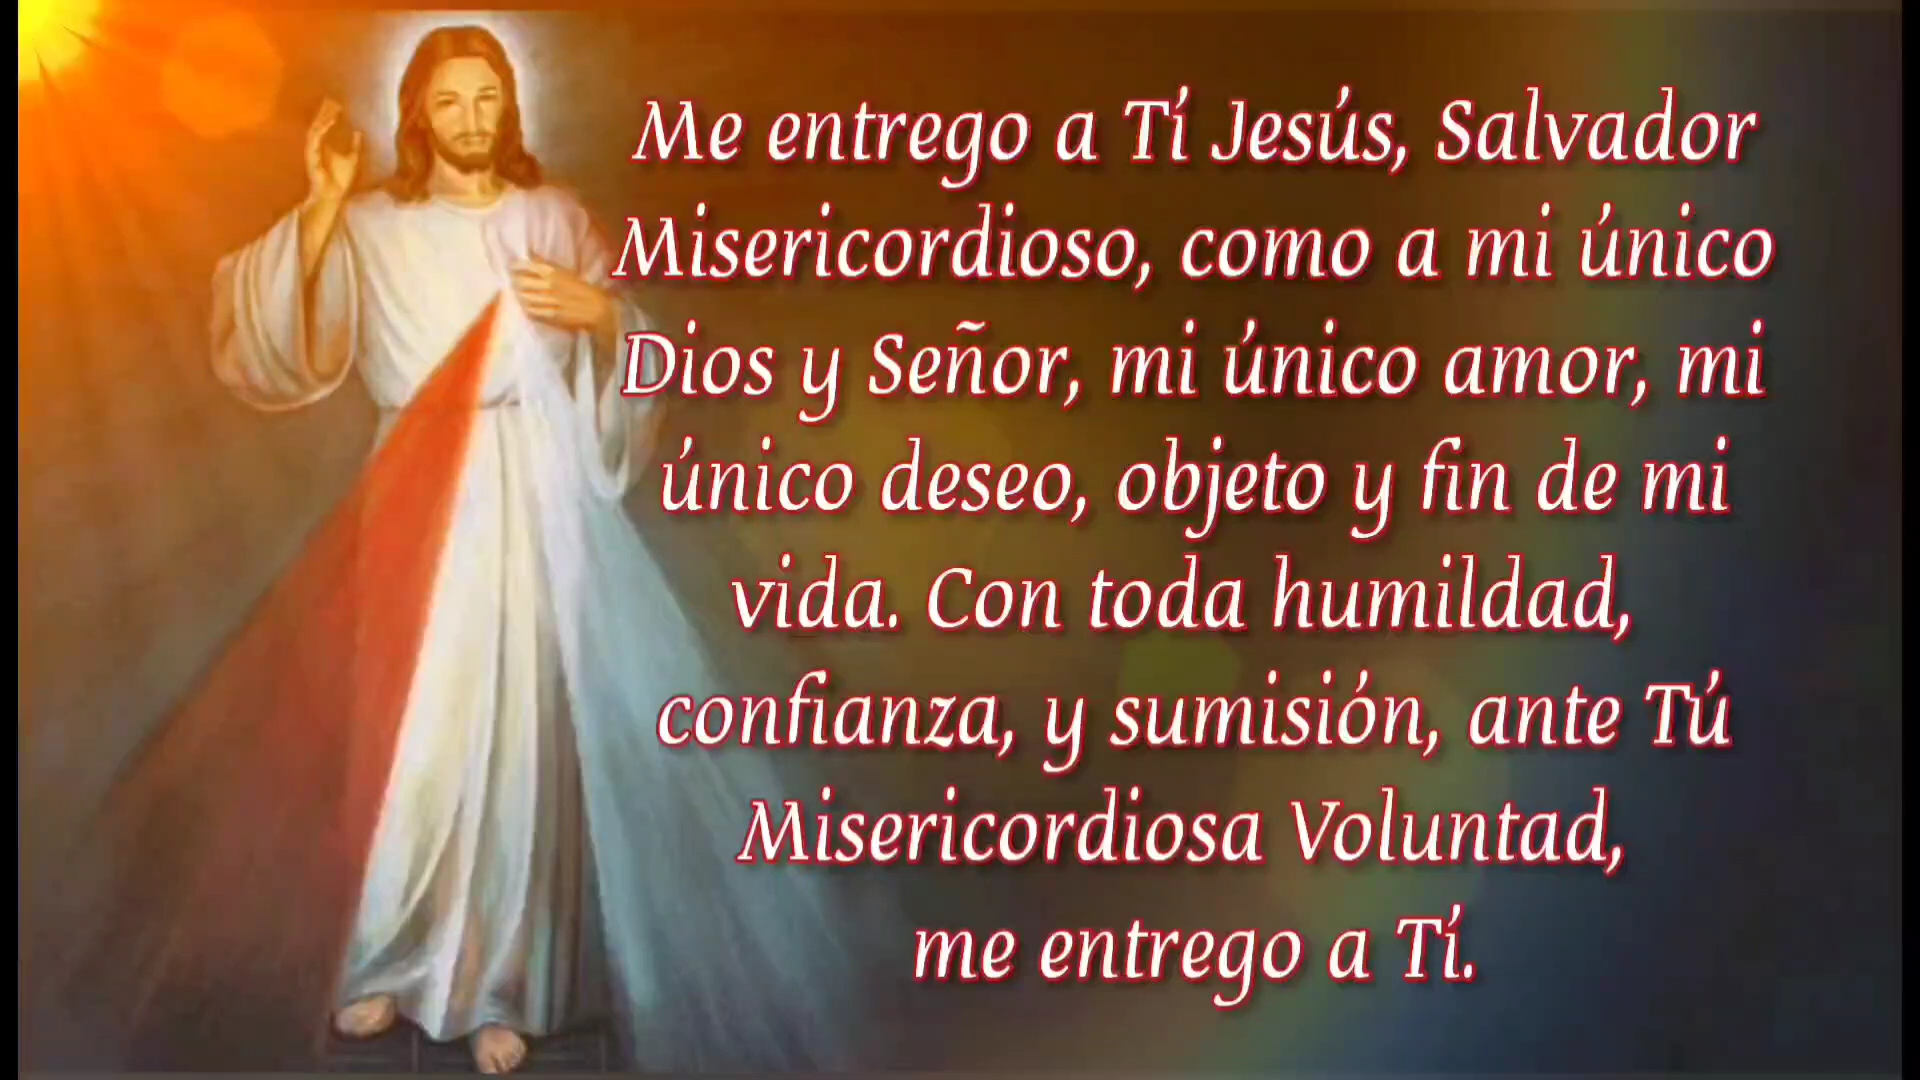 Me entrego a Tí Jesús, Salvador
Misericordioso, como a mi único
Dios y Señor, mi único amor, mi
único deseo, objeto y fin de mi
vida. Con toda humildad,
confianza, y sumisión, ante Tú
Misericordiosa Voluntad,
me entrego a Tí.